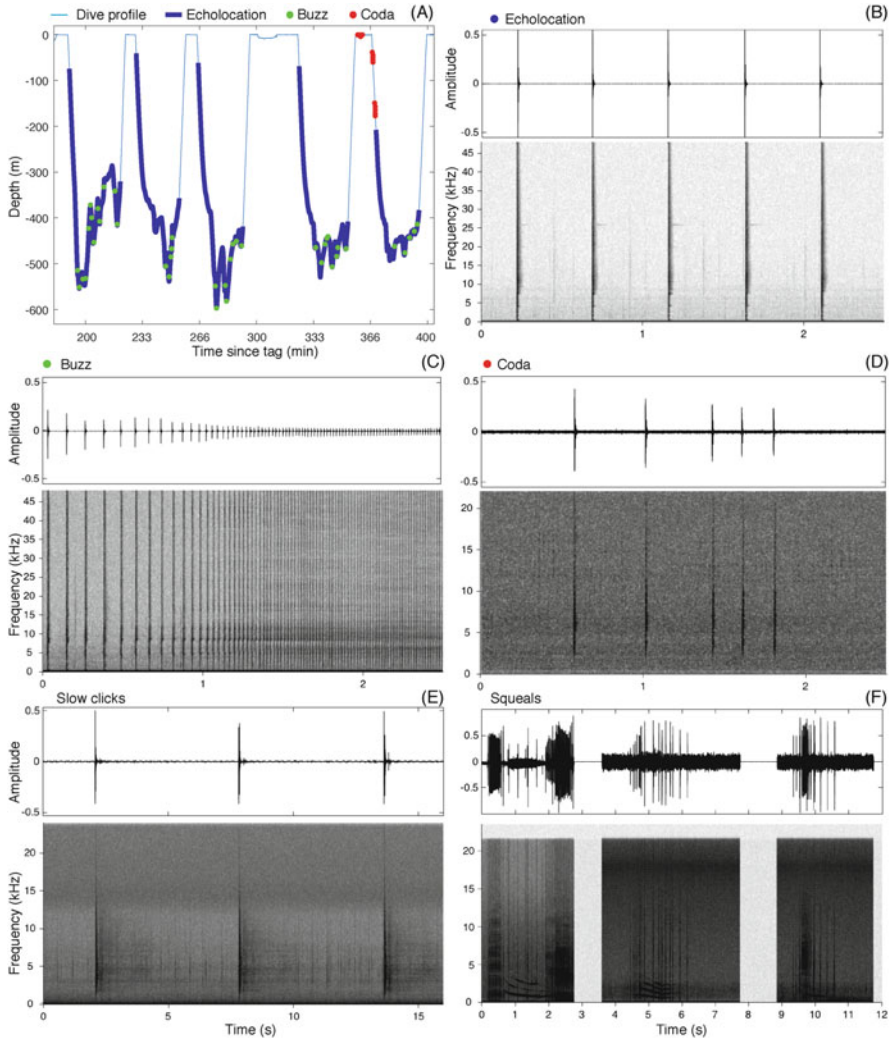 Dive profile Echolocation Buzz Coda (A)
0
-100
-200
-300
-400
-500
-600
Depth (m)
200 233 266 300 333 366 400
Time since tag (min)
Echolocation (B)
0.5
0
-0.5
Amplitude
45
40
35
30
25
20
15
10
5
0
Frequency (kHz)
0 1 2
Buzz (C)
0.5
0
-0.5
Amplitude
45
40
35
30
25
20
15
10
5
0
Frequency (kHz)
0 1 2
Coda (D)
0.5
0
-0.5
Amplitude
20
15
10
5
0
Frequency (kHz)
0 1 2
Slow clicks (E)
0.5
0
-0.5
Amplitude
20
15
10
5
0
Frequency (kHz)
0 5 10 15
Time (s)
Squeals (F)
0.5
0
-0.5
20
15
10
5
0
0 1 2 3 4 5 6 7 8 9 10 11 12
Time (s)